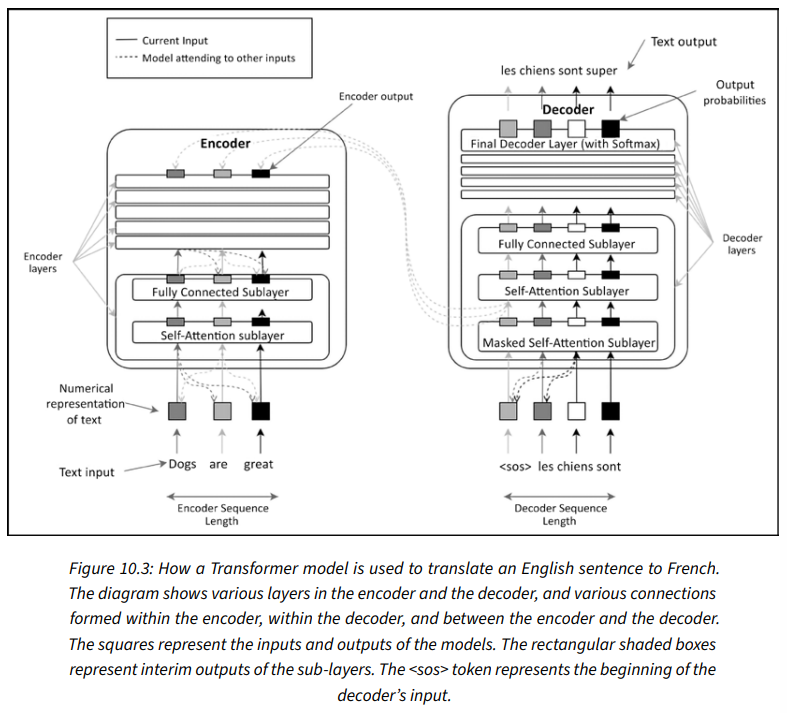 Current Input
Model attending to other inputs
Encoder output
Encoder
Encoder
layers
Fully Connected Sublayer
Self-Attention sublayer
Numerical
representation
of text
Text input
Dogs are great
Encoder Sequence
Length
Text output
les chiens sont super
Output
probabilities
Decoder
Final Decoder Layer (with Softmax)
Decoder
layers
Fully Connected Sublayer
Self-Attention Sublayer
Masked Self-Attention Sublayer
<sos> les chiens sont
Decoder Sequence
Length
Figure 10.3: How a Transformer model is used to translate an English sentence to French.
The diagram shows various layers in the encoder and the decoder, and various connections
formed within the encoder, within the decoder, and between the encoder and the decoder.
The squares represent the inputs and outputs of the models. The rectangular shaded boxes
represent interim outputs of the sub-layers. The <sos> token represents the beginning of the
decoder’s input.